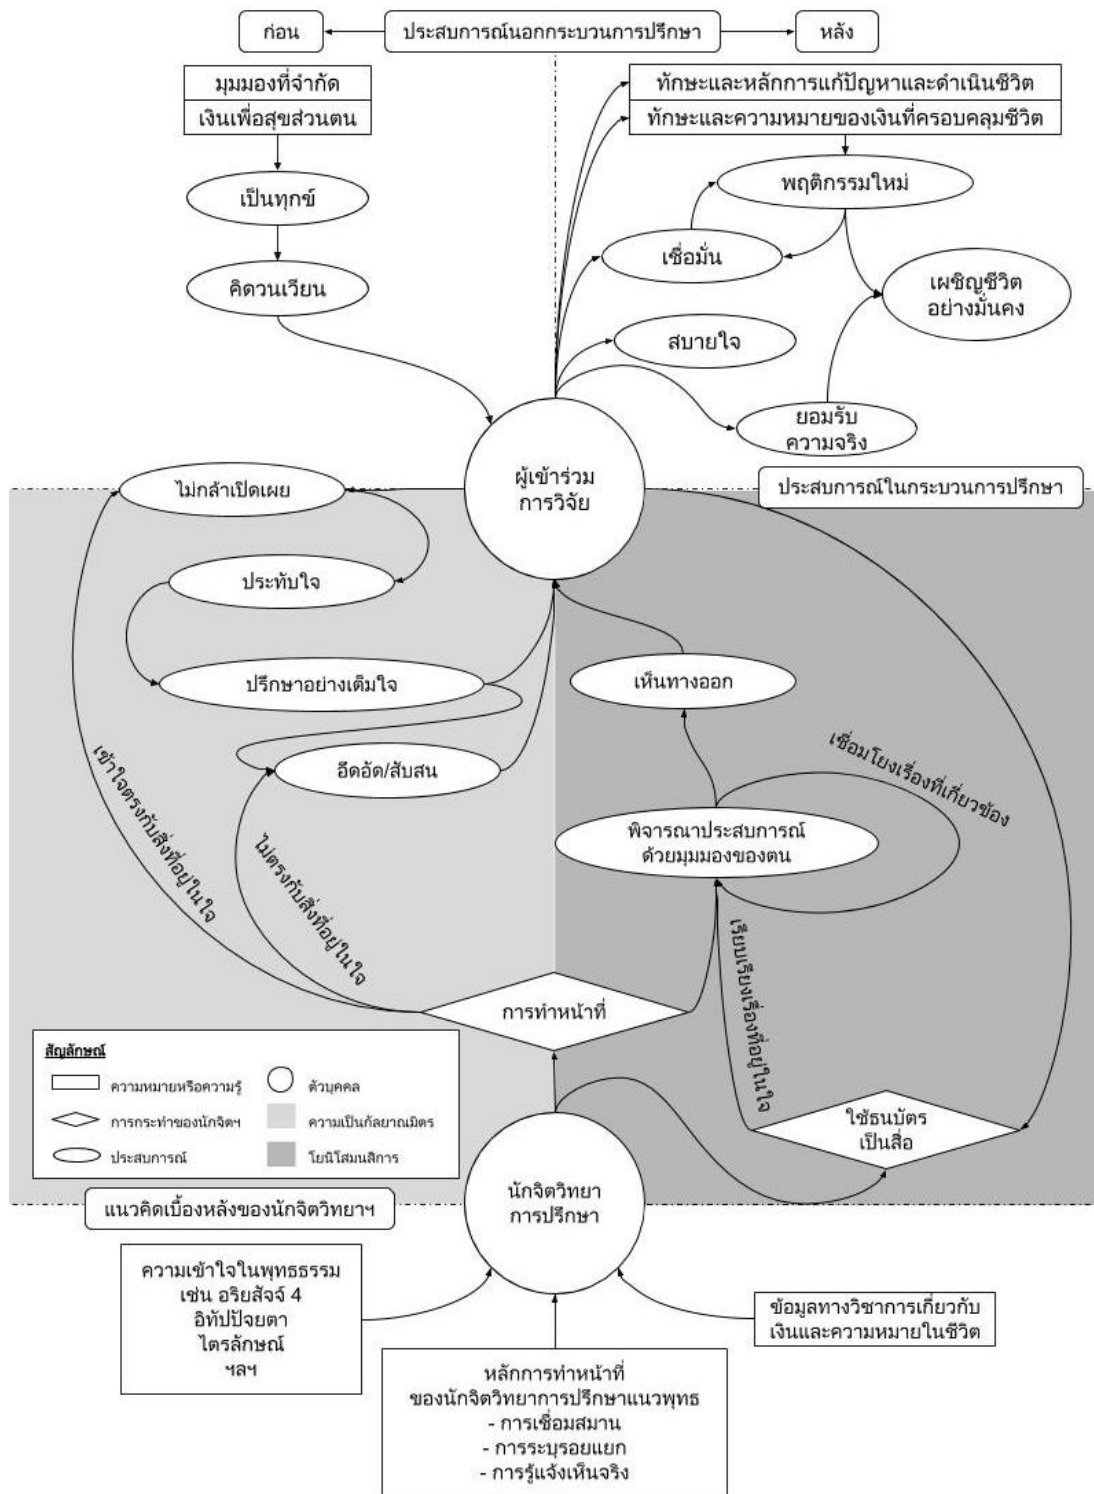 ก่อน
ประสบการณ์นอกกระบวนการปรึกษา
หลัง
มุมมองที่จำกัด
เงินเพื่อสุขส่วนตน
ทักษะและหลักการแก้ปัญหาและดำเนินชีวิต
ทักษะและความหมายของเงินที่ครอบคลุมชีวิต
เป็นทุกข์
พฤติกรรมใหม่
เชื่อมั่น
คิดวนเวียน
เผชิญชีวิต
อย่างมั่นคง
สบายใจ
ยอมรับ
ความจริง
ผู้เข้าร่วม
การวิจัย
ไม่กล้าเปิดเผย
ประสบการณ์ในกระบวนการปรึกษา
ประทับใจ
ปรึกษาอย่างเต็มใจ
เห็นทางออก
อึดอัด/สับสน
เชื่อมโยงเรื่องที่เกี่ยวข้อง
เข้าใจตรงกับสิ่งที่อยู่ในใจ
ไม่ตรงกับสิ่งที่อยู่ในใจ
พิจารณาประสบการณ์
ด้วยมุมมองของตน
เรียบเรียงเรื่องที่อยู่ในใจ
การทำหน้าที่
สัญลักษณ์
ความหมายหรือความรู้
ตัวบุคคล
การกระทำของนักจิตฯ
ความเป็นกัลยาณมิตร
ประสบการณ์
โยนิโสมนสิการ
ใช้ธนบัตร
เป็นสื่อ
แนวคิดเบื้องหลังของนักจิตวิทยาฯ
นักจิตวิทยา
การปรึกษา
ความเข้าใจในพุทธธรรม
เช่น อริยสัจจ์ 4
อิทัปปัจยตา
ไตรลักษณ์
ฯลฯ
ข้อมูลทางวิชาการเกี่ยวกับ
เงินและความหมายในชีวิต
หลักการทำหน้าที่
ของนักจิตวิทยาการปรึกษาแนวพุทธ
- การเชื่อมสมาน
- การระบุรอยแยก
- การรู้แจ้งเห็นจริง